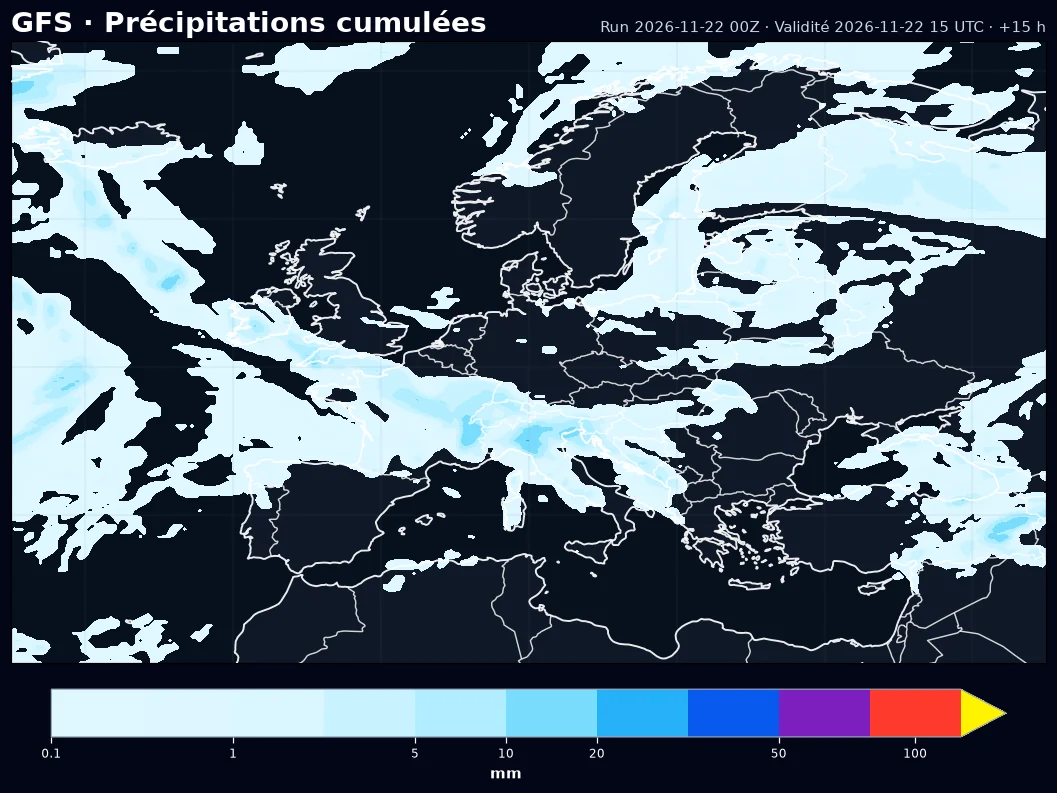 GFS · Précipitations cumulées
Run 2026-11-22 00Z · Validité 2026-11-22 15 UTC · +15 h
0.1 1 5 10 20 50 100
mm